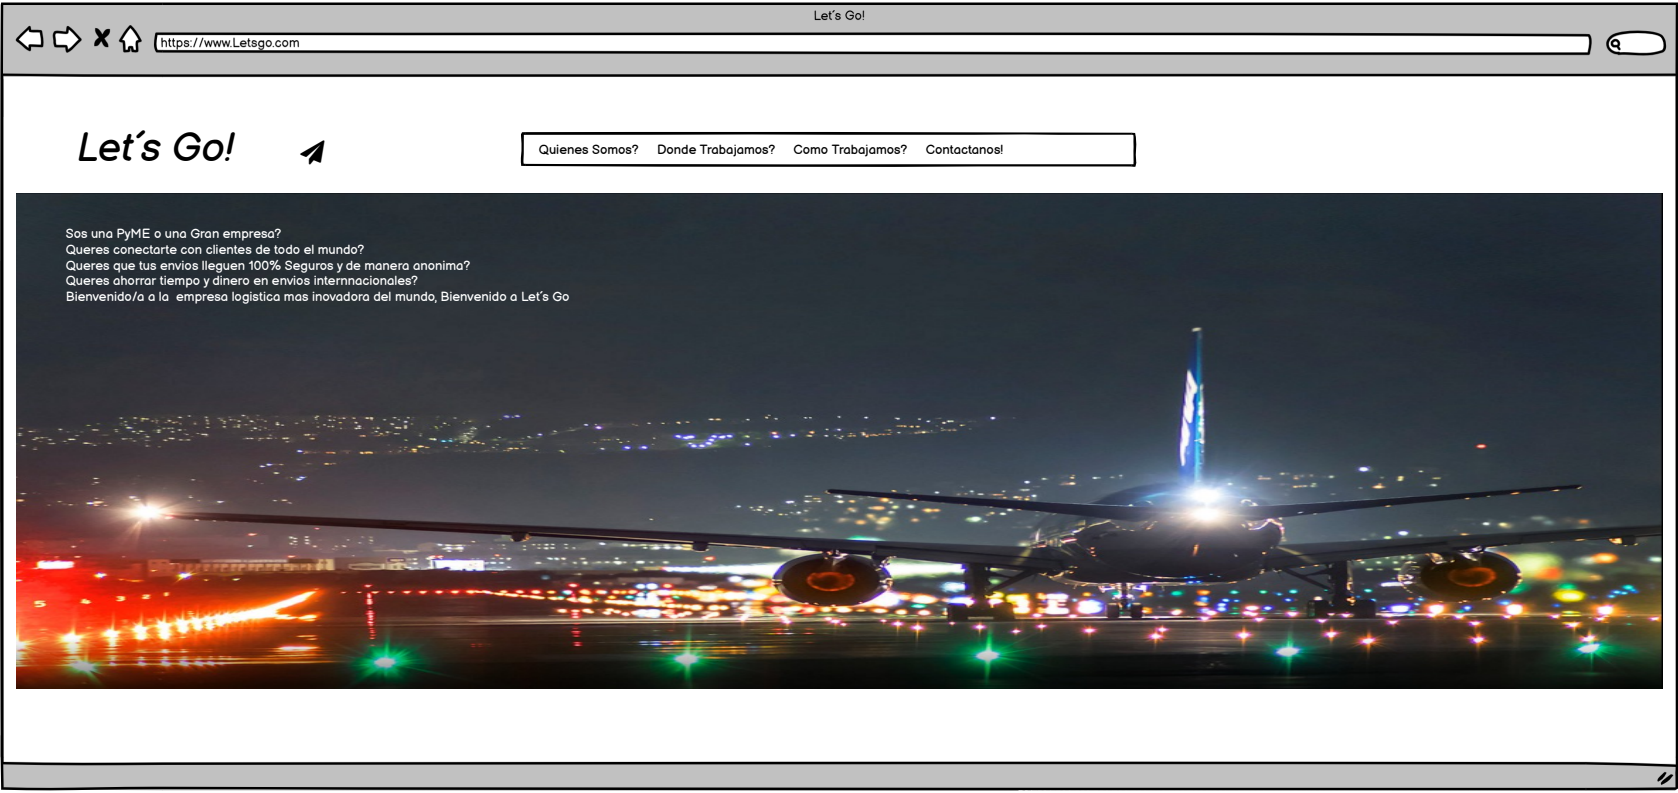 Let´s Go!
https://www.Letsgo.com
Let´s Go!
Quienes Somos? Donde Trabajamos? Como Trabajamos? Contactanos!
Sos una PyME o una Gran empresa?
Queres conectarte con clientes de todo el mundo?
Queres que tus envios lleguen 100% Seguros y de manera anonima?
Queres ahorrar tiempo y dinero en envios internnacionales?
Bienvenido/a a la  empresa logistica mas inovadora del mundo, Bienvenido a Let´s Go